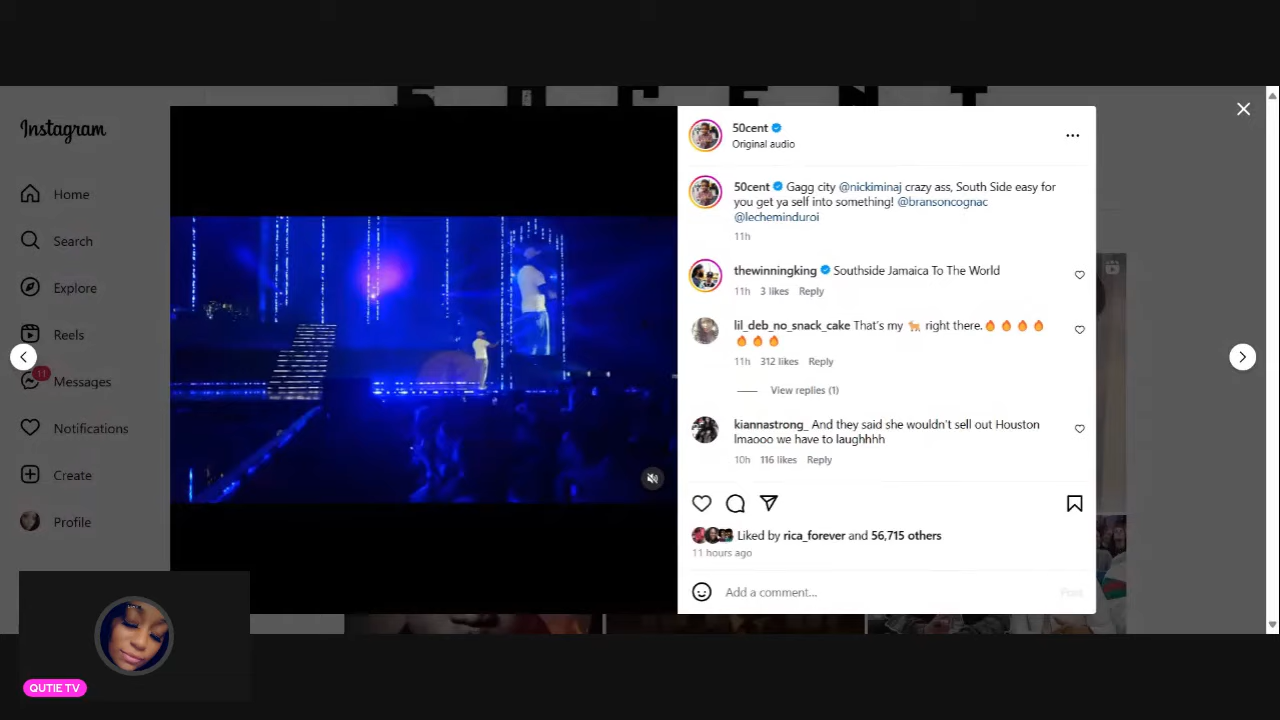 Instagram
Home
Search
Explore
Reels
11
Messages
Notifications
Create
Profile
QUTIE TV
50cent
Original audio
50cent Gagg city @nickiminaj crazy ass, South Side easy for
you get ya self into something! @bransoncognac
@lecheminduroi
11h
thewinningking Southside Jamaica To The World
11h 3 likes Reply
lil_deb_no_snack_cake That's my 🐐 right there.🔥🔥🔥🔥
🔥🔥🔥
11h 312 likes Reply
View replies (1)
kiannastrong_ And they said she wouldn't sell out Houston
lmaooo we have to laughhhh
10h 116 likes Reply
Liked by rica_forever and 56,715 others
11 hours ago
Add a comment...
Post